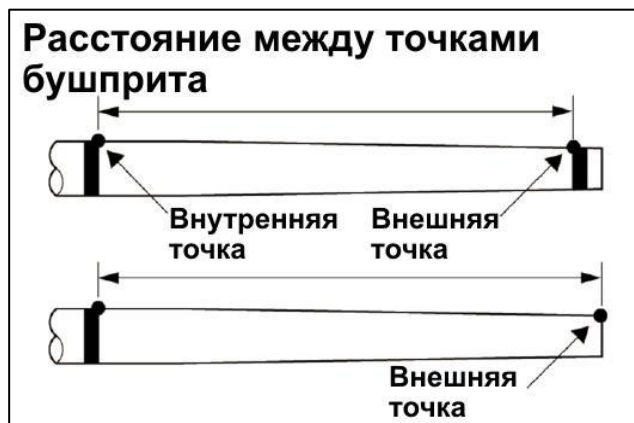 Расстояние между точками
бушприта
Внутренняя
точка
Внешняя
точка
Внешняя
точка